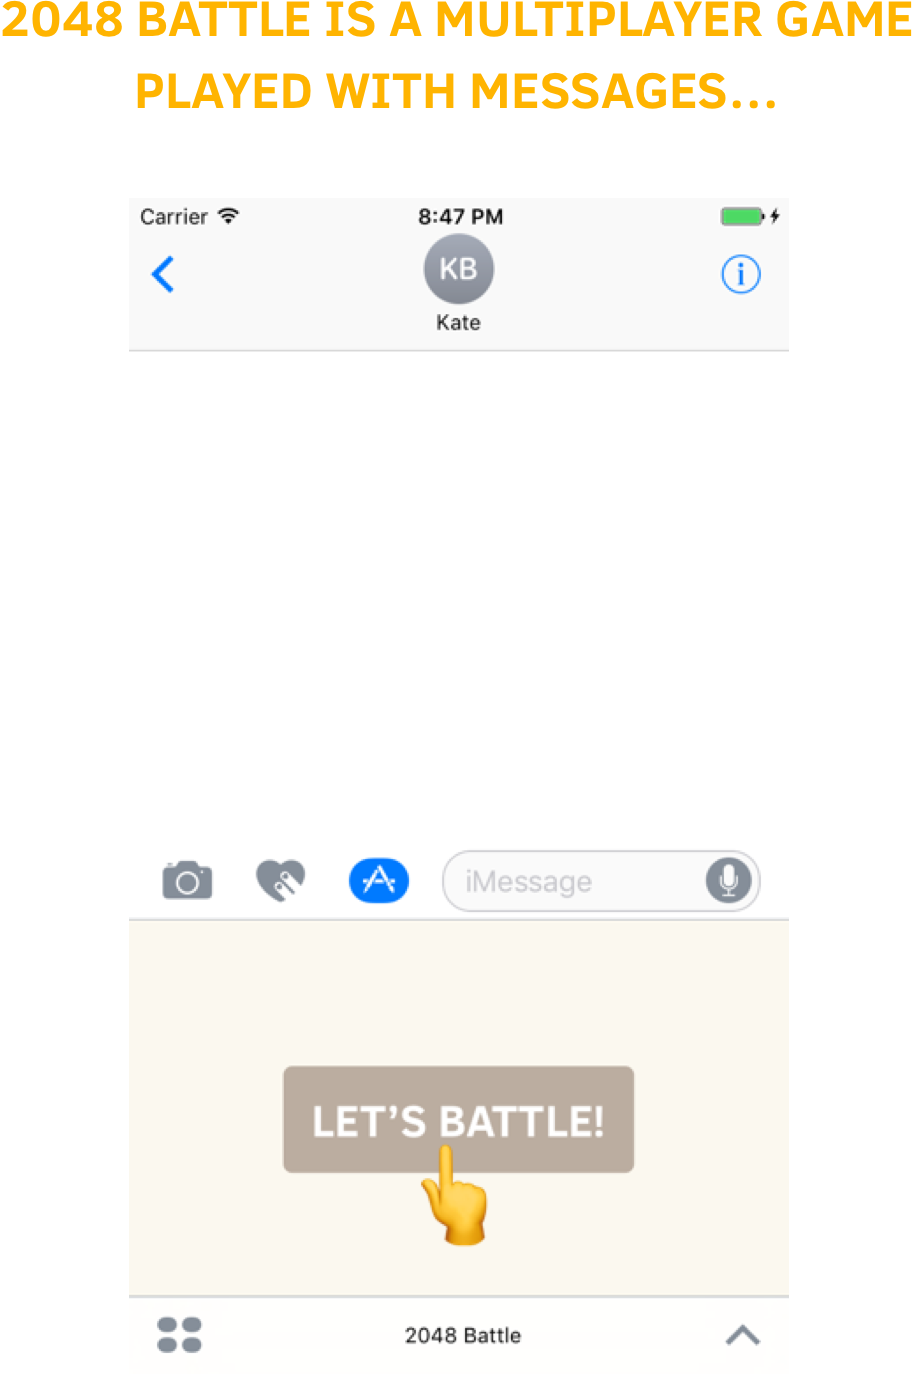 2048 BATTLE IS A MULTIPLAYER GAME
PLAYED WITH MESSAGES...
Carrier 8:47 PM
KB
Kate
iMessage
LET'S BATTLE!
2048 Battle